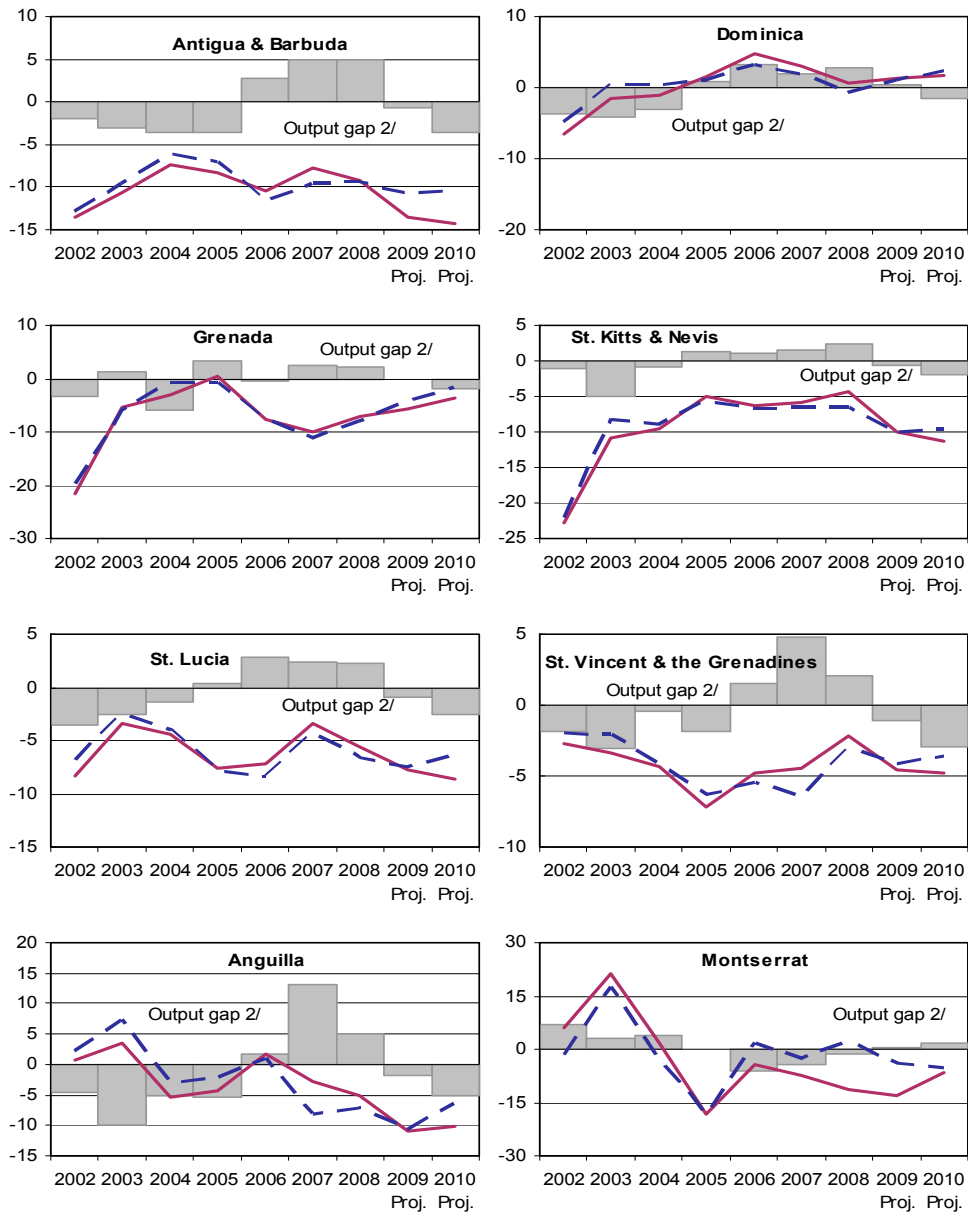 Antigua & Barbuda
10
5
0
-5
-10
-15
Output gap 2/
2002 2003 2004 2005 2006 2007 2008 2009 2010
Proj. Proj.
Dominica
10
0
-10
-20
Output gap 2/
2002 2003 2004 2005 2006 2007 2008 2009 2010
Proj. Proj.
Grenada
10
0
-10
-20
-30
Output gap 2/
2002 2003 2004 2005 2006 2007 2008 2009 2010
Proj. Proj.
St. Kitts & Nevis
5
0
-5
-10
-15
-20
-25
Output gap 2/
2002 2003 2004 2005 2006 2007 2008 2009 2010
Proj. Proj.
St. Lucia
5
0
-5
-10
-15
Output gap 2/
2002 2003 2004 2005 2006 2007 2008 2009 2010
Proj. Proj.
St. Vincent & the Grenadines
5
0
-5
-10
Output gap 2/
2002 2003 2004 2005 2006 2007 2008 2009 2010
Proj. Proj.
Anguilla
20
15
10
5
0
-5
-10
-15
Output gap 2/
2002 2003 2004 2005 2006 2007 2008 2009 2010
Proj. Proj.
Montserrat
30
15
0
-15
-30
Output gap 2/
2002 2003 2004 2005 2006 2007 2008 2009 2010
Proj. Proj.